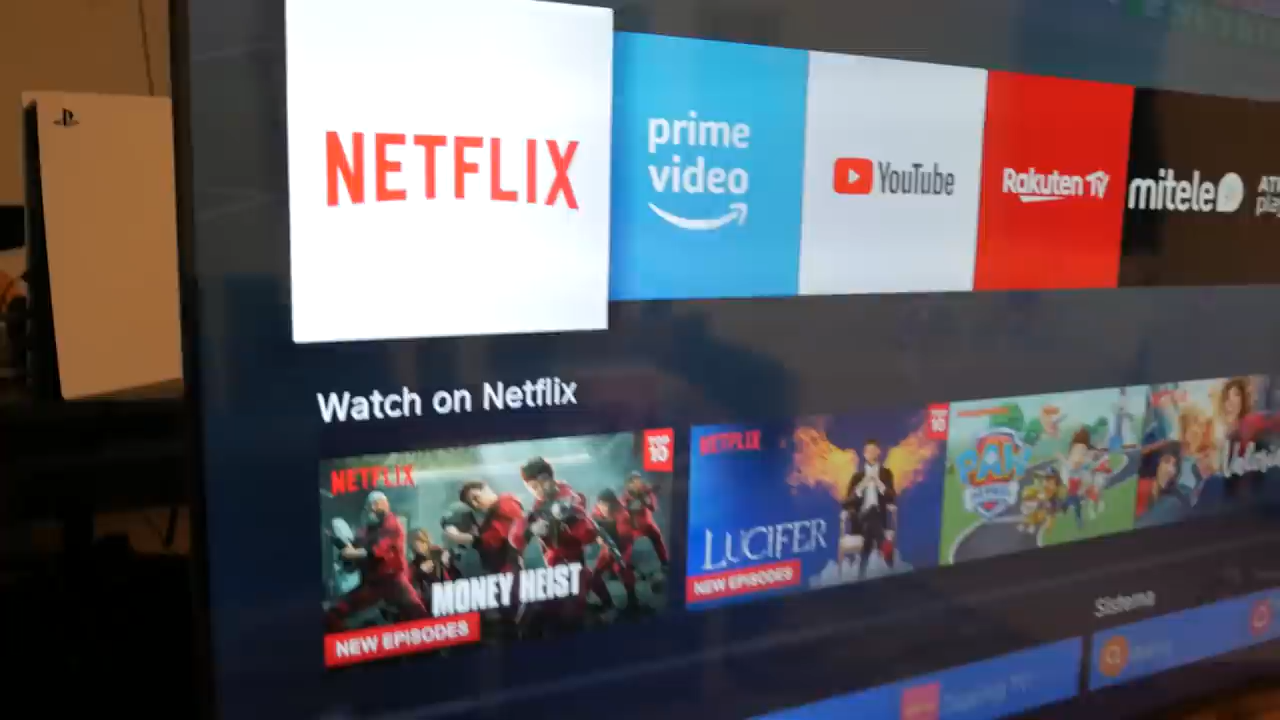 NETFLIX
prime
video
YouTube
Rakuten TV
mitele
Watch on Netflix
NETFLIX
TOP
10
MONEY HEIST
NEW EPISODES
NETFLIX
TOP
10
LUCIFER
NEW EPISODES
PAW
PATROL
Sistema